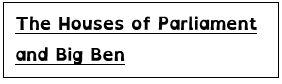 The Houses of Parliament
and Big Ben